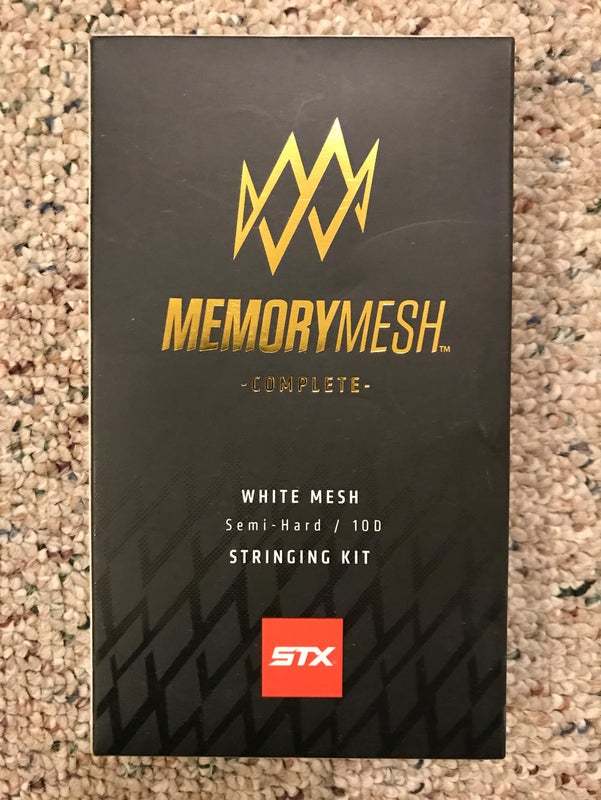 MEMORYMESH™
-COMPLETE-
WHITE MESH
Semi-Hard / 10D
STRINGING KIT
STX